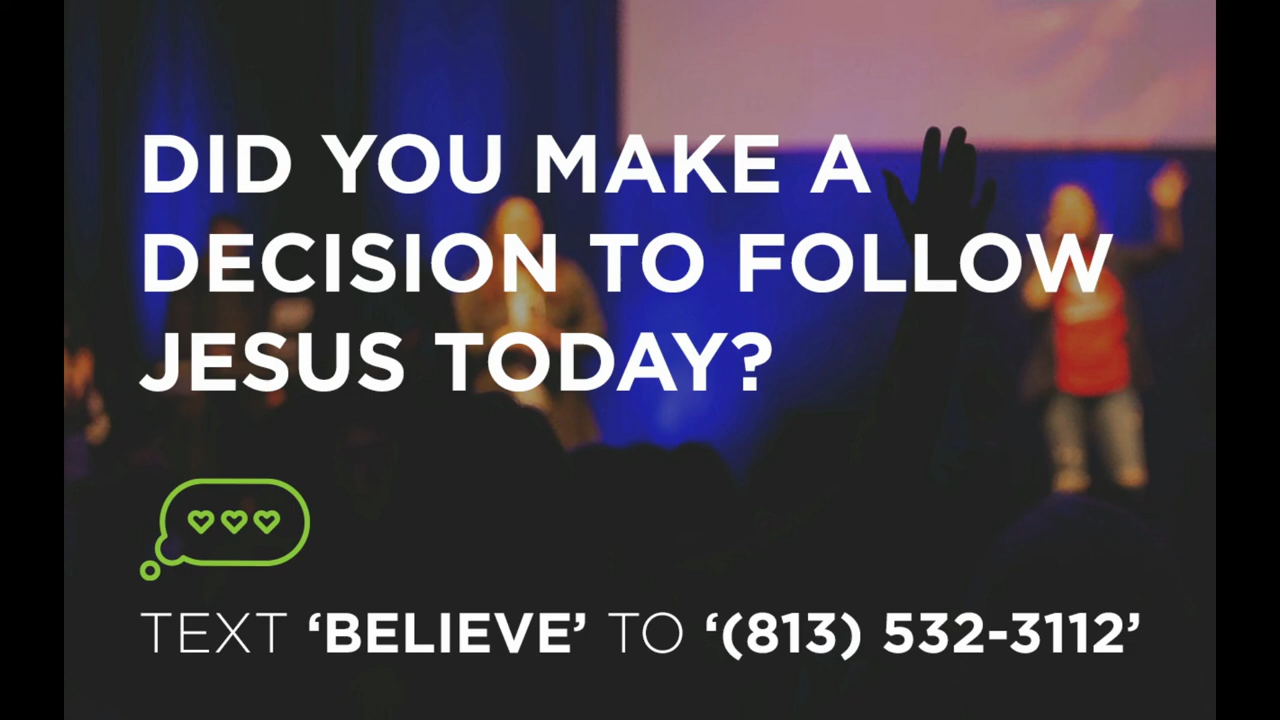 DID YOU MAKE A
DECISION TO FOLLOW
JESUS TODAY?
TEXT ‘BELIEVE’ TO ‘(813) 532-3112’